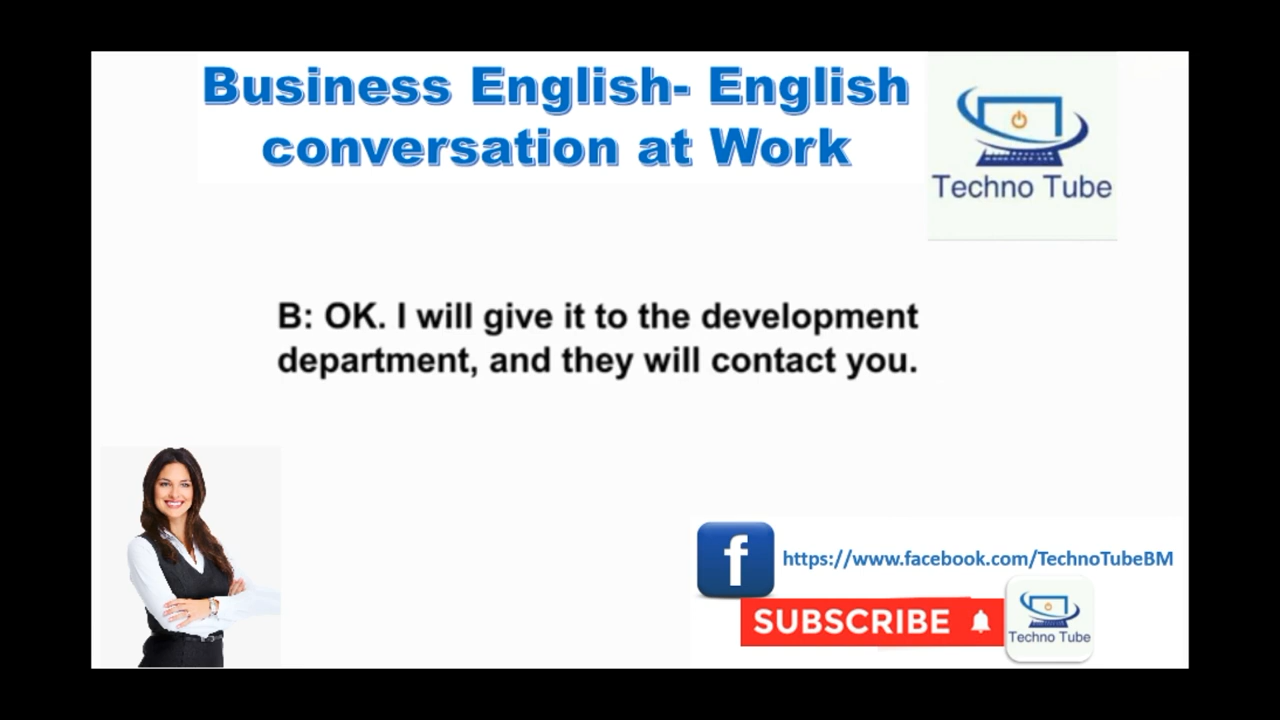 Business English- English
conversation at Work
Techno Tube
B: OK. I will give it to the development
department, and they will contact you.
f
https://www.facebook.com/TechnoTubeBM
SUBSCRIBE
Techno Tube